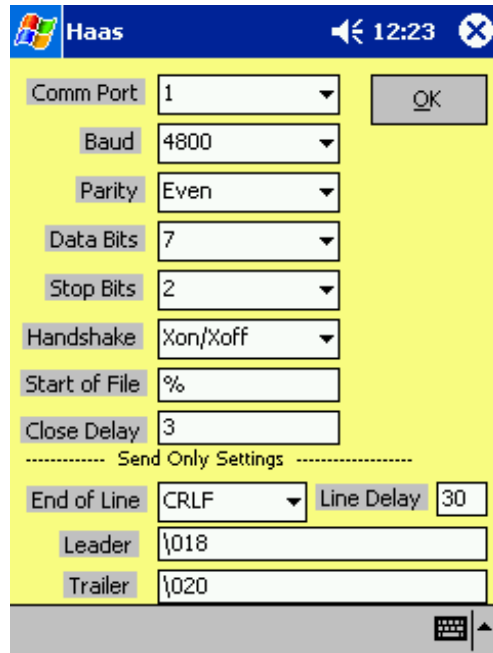 Haas 12:23
Comm Port 1 OK
Baud 4800
Parity Even
Data Bits 7
Stop Bits 2
Handshake Xon/Xoff
Start of File %
Close Delay 3
------------ Send Only Settings -----------------
End of Line CRLF Line Delay 30
Leader \018
Trailer \020